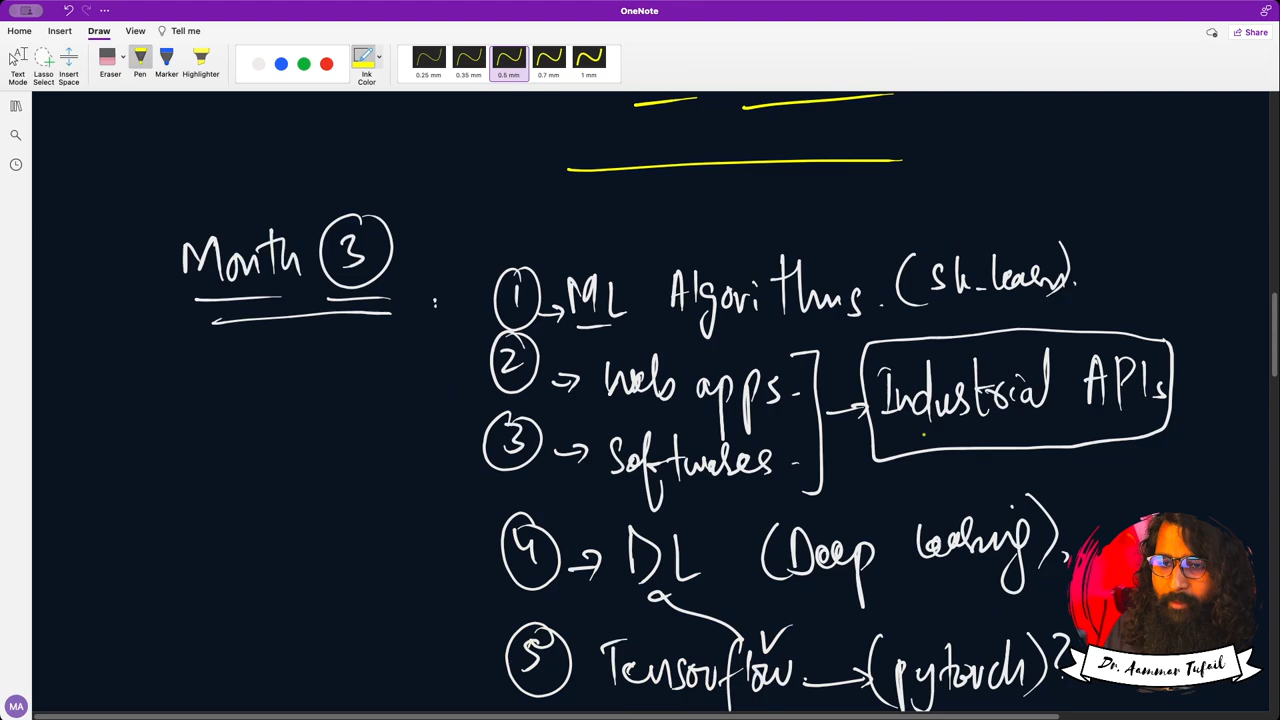 OneNote
Home Insert Draw View Tell me
Share
Text Mode
Lasso Select
Insert Space
Eraser
Pen
Marker
Highlighter
Ink Color
0.25 mm
0.35 mm
0.5 mm
0.7 mm
1 mm
Month 3 :
1 → ML Algorithms. (sk_learn).
2 → web apps. → Industrial APIs
3 → Softwares
4 → DL (Deep learning),
5 Tensorflow → (pytorch)?
Dr. Aammar Tufail
MA